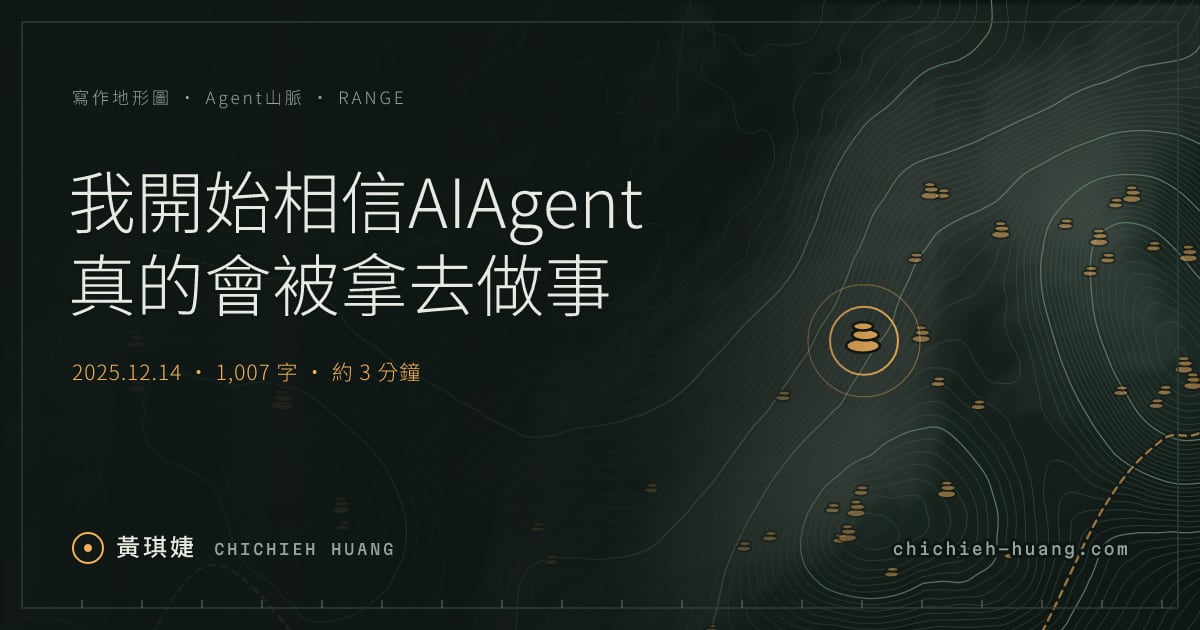 寫作地形圖 · Agent山脈 · RANGE
我開始相信AIAgent
真的會被拿去做事
2025.12.14 · 1,007 字 · 約 3 分鐘
黃琪婕 CHICHIEH HUANG
chichieh-huang.com